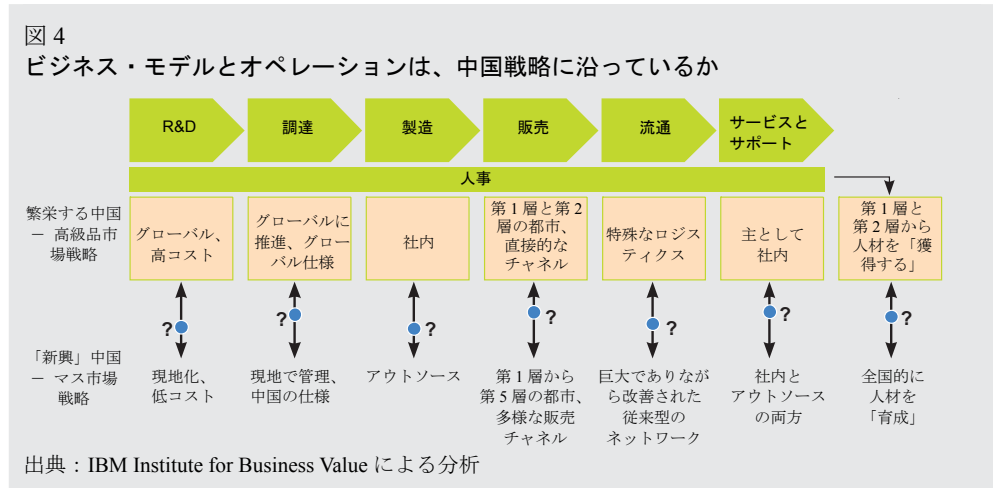 図 4
ビジネス・モデルとオペレーションは、中国戦略に沿っているか
R&D
調達
製造
販売
流通
サービスと
サポート
人事
繁栄する中国
－ 高級品市
場戦略
グローバル、
高コスト
グローバルに
推進、グロー
バル仕様
社内
第 1 層と第 2
層の都市、
直接的な
チャネル
特殊なロジス
ティクス
主として
社内
第 1 層と
第 2 層から
人材を「獲
得する」
?
?
?
?
?
?
?
「新興」中国
－ マス市場
戦略
現地化、
低コスト
現地で管理、
中国の仕様
アウトソース
第 1 層から
第 5 層の都市、
多様な販売
チャネル
巨大でありなが
ら改善された
従来型の
ネットワーク
社内と
アウトソース
の両方
全国的に
人材を
「育成」
出典：IBM Institute for Business Value による分析